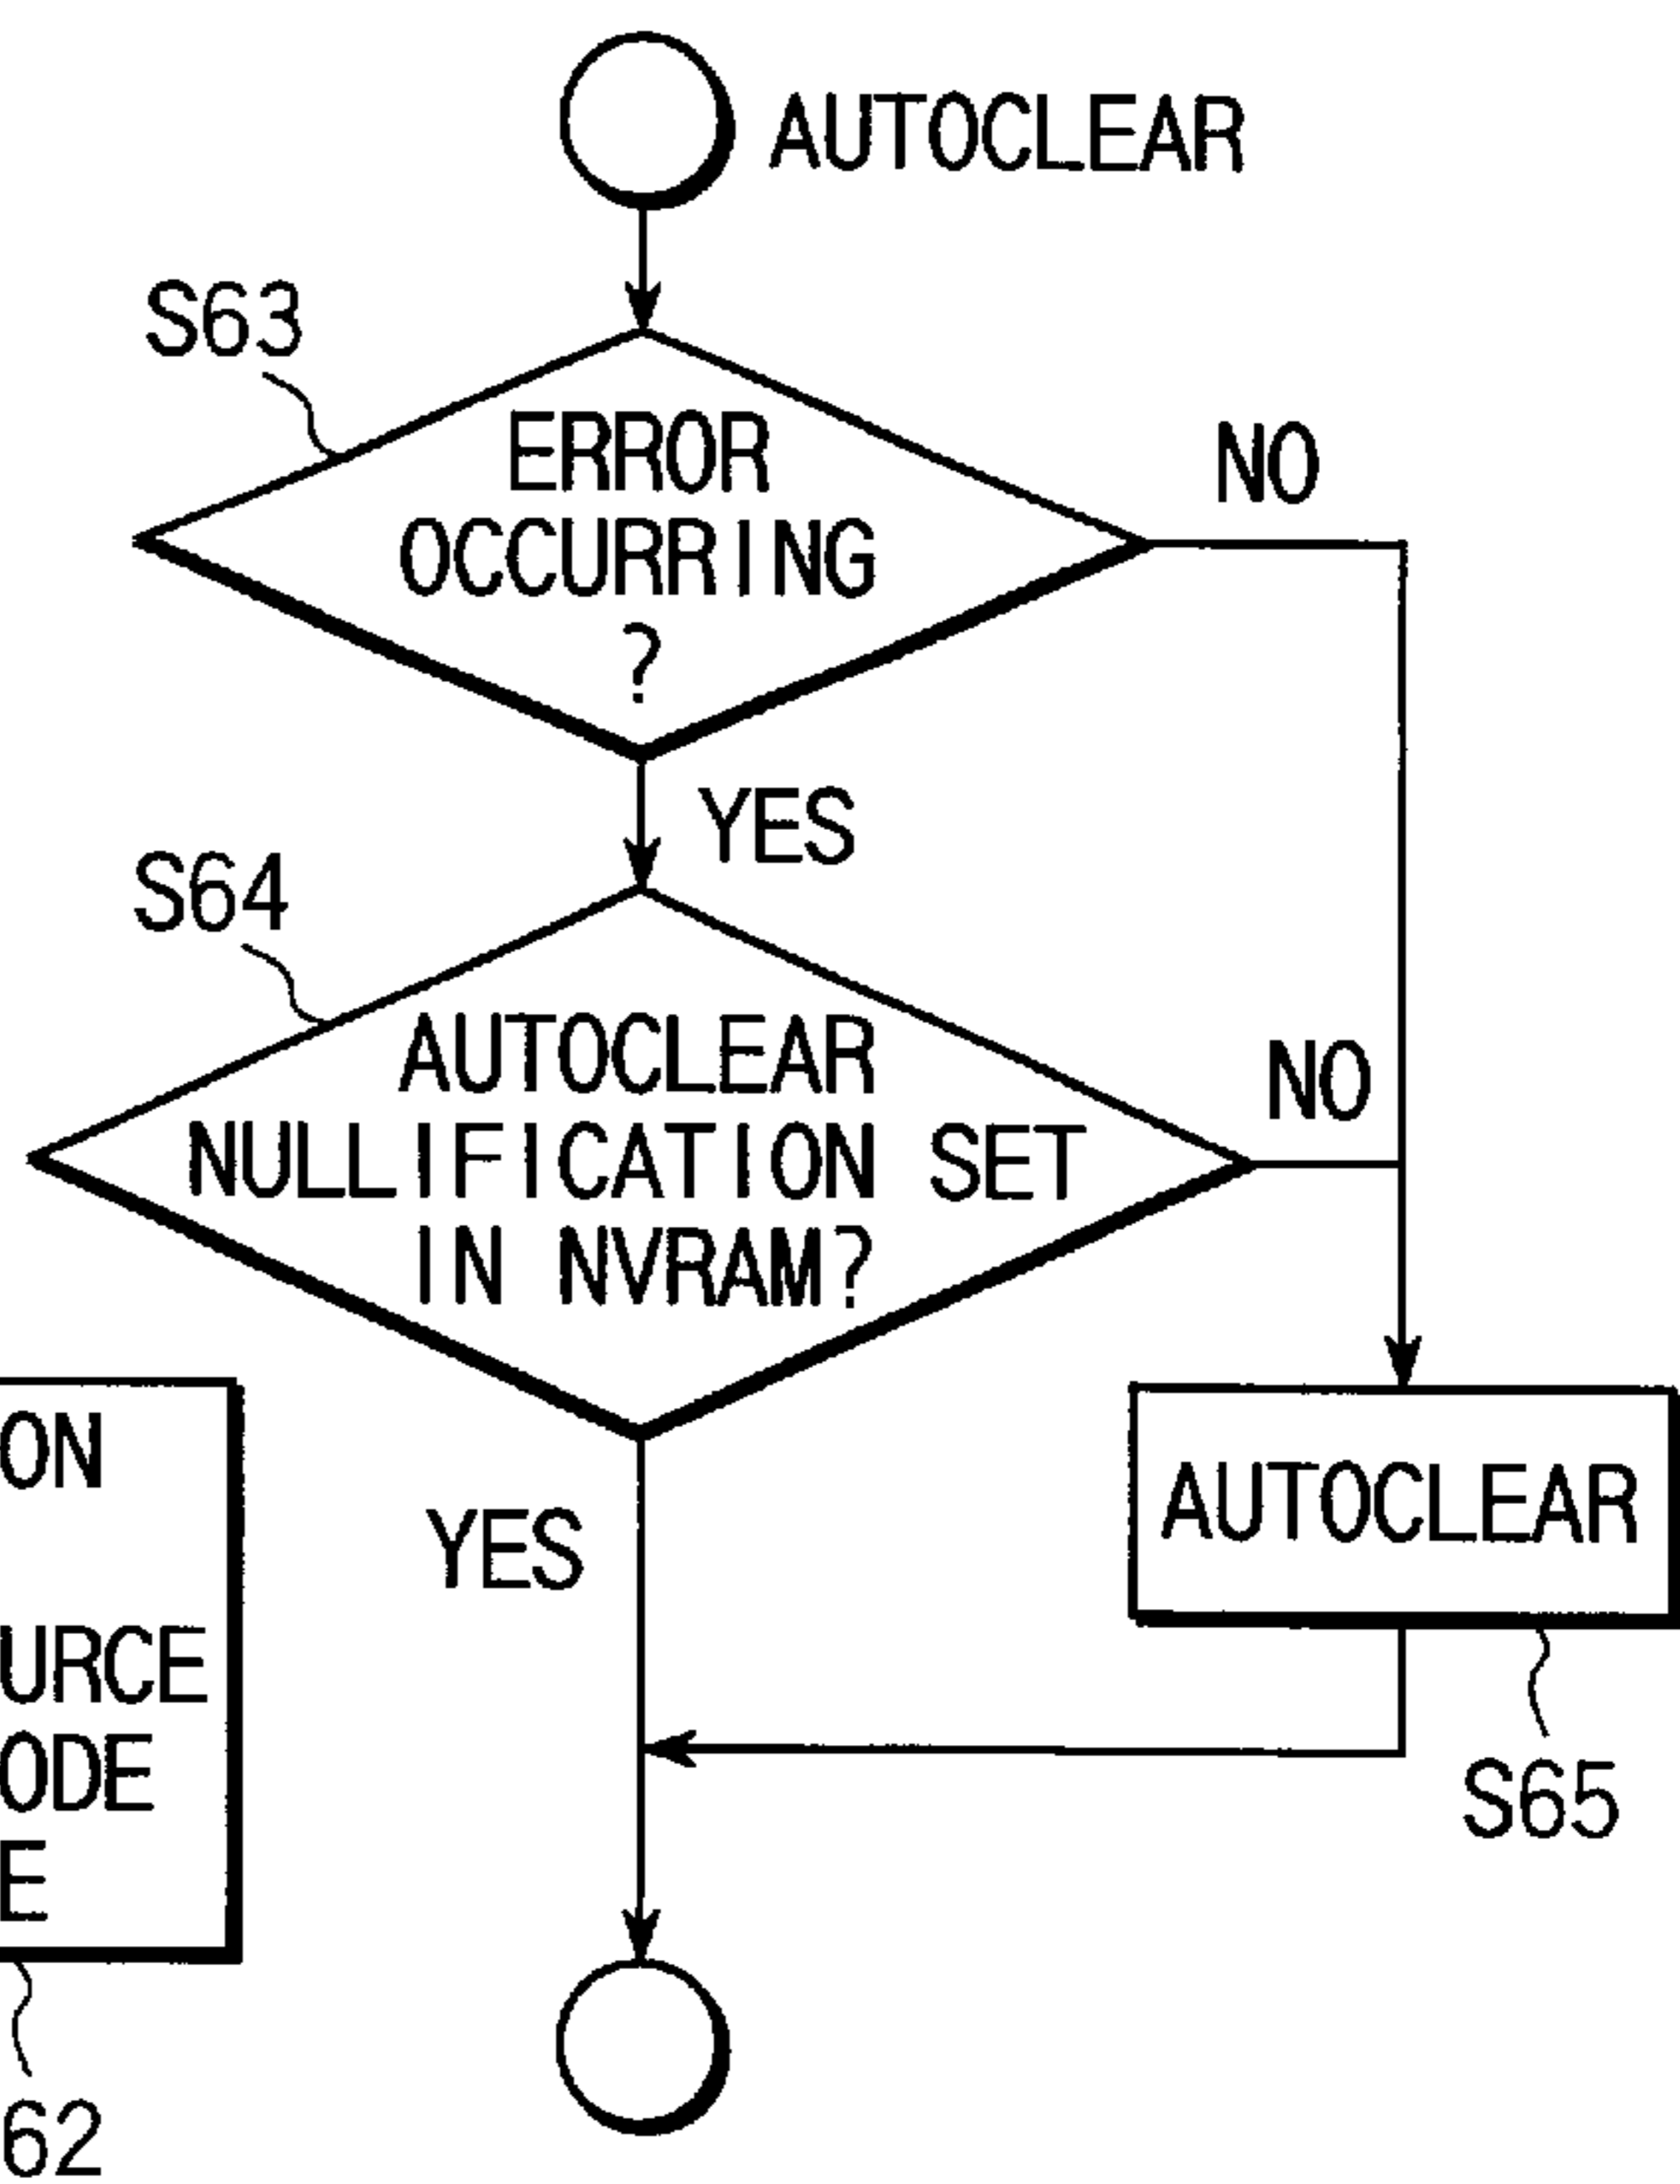 AUTOCLEAR
S63
ERROR
OCCURRING
?
NO
YES
S64
AUTOCLEAR
NULLIFICATION SET
IN NVRAM?
NO
YES
AUTOCLEAR
S65
ON
URCE
ODE
E
62